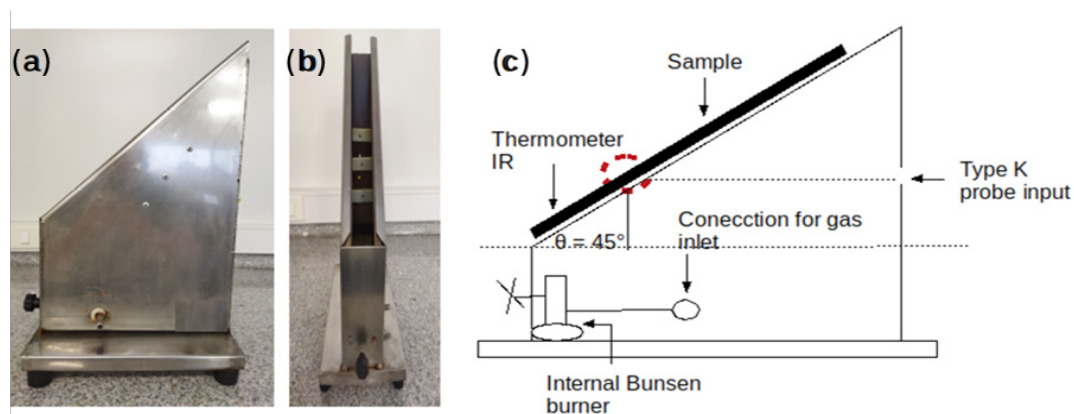 (a)
(b)
(c)
Sample
Thermometer
IR
Type K
probe input
Conecction for gas
inlet
θ = 45°
Internal Bunsen
burner